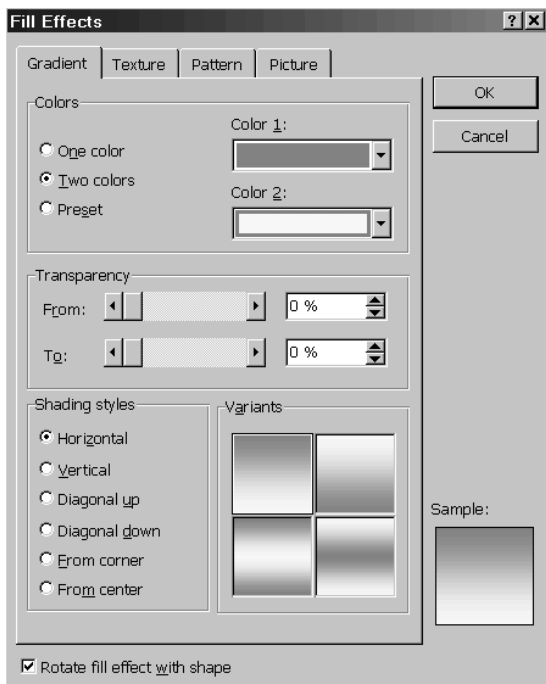 Fill Effects
Gradient Texture Pattern Picture
OK
Cancel
Colors
One color
Two colors
Preset
Color 1:
Color 2:
Transparency
From: 0 %
To: 0 %
Shading styles
Horizontal
Vertical
Diagonal up
Diagonal down
From corner
From center
Variants
Sample:
Rotate fill effect with shape